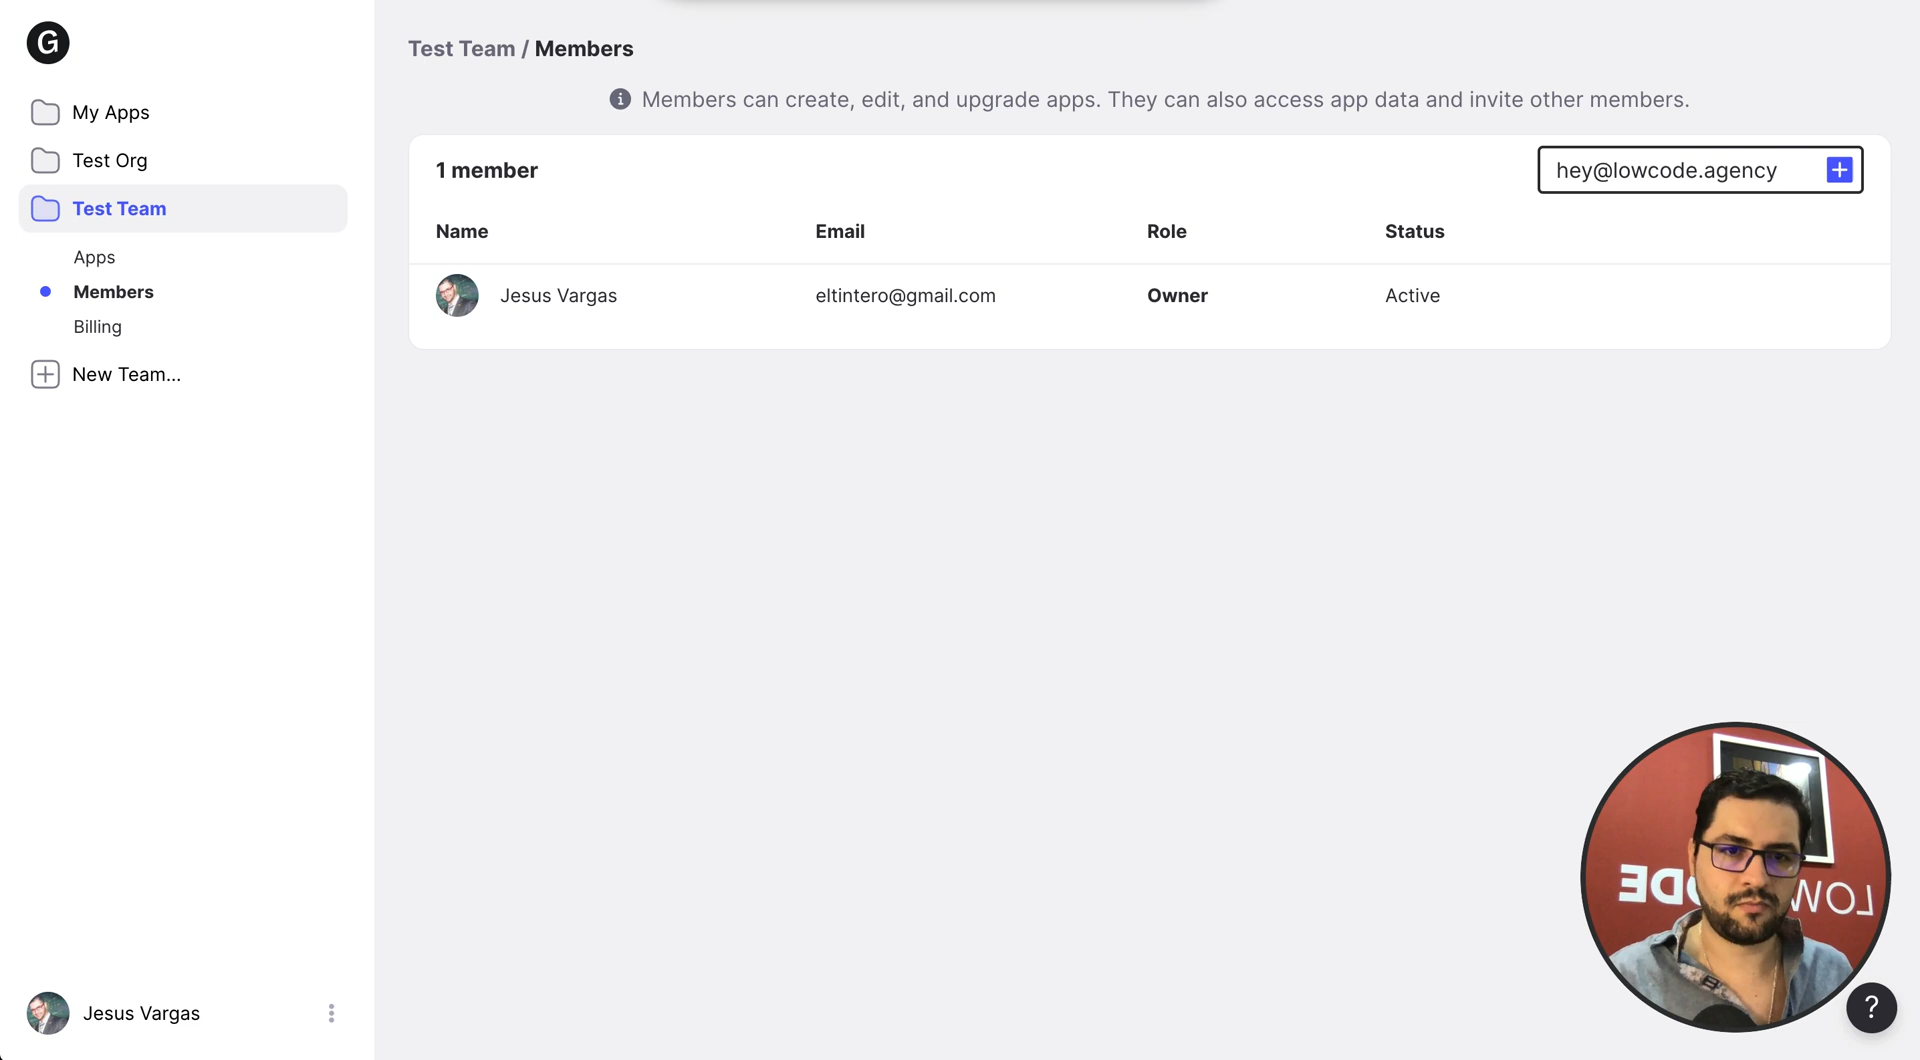 G
My Apps
Test Org
Test Team
Apps
Members
Billing
New Team...
Jesus Vargas
Test Team / Members
Members can create, edit, and upgrade apps. They can also access app data and invite other members.
1 member
hey@lowcode.agency
Name Email Role Status
Jesus Vargas eltintero@gmail.com Owner Active
LOW ODE
?